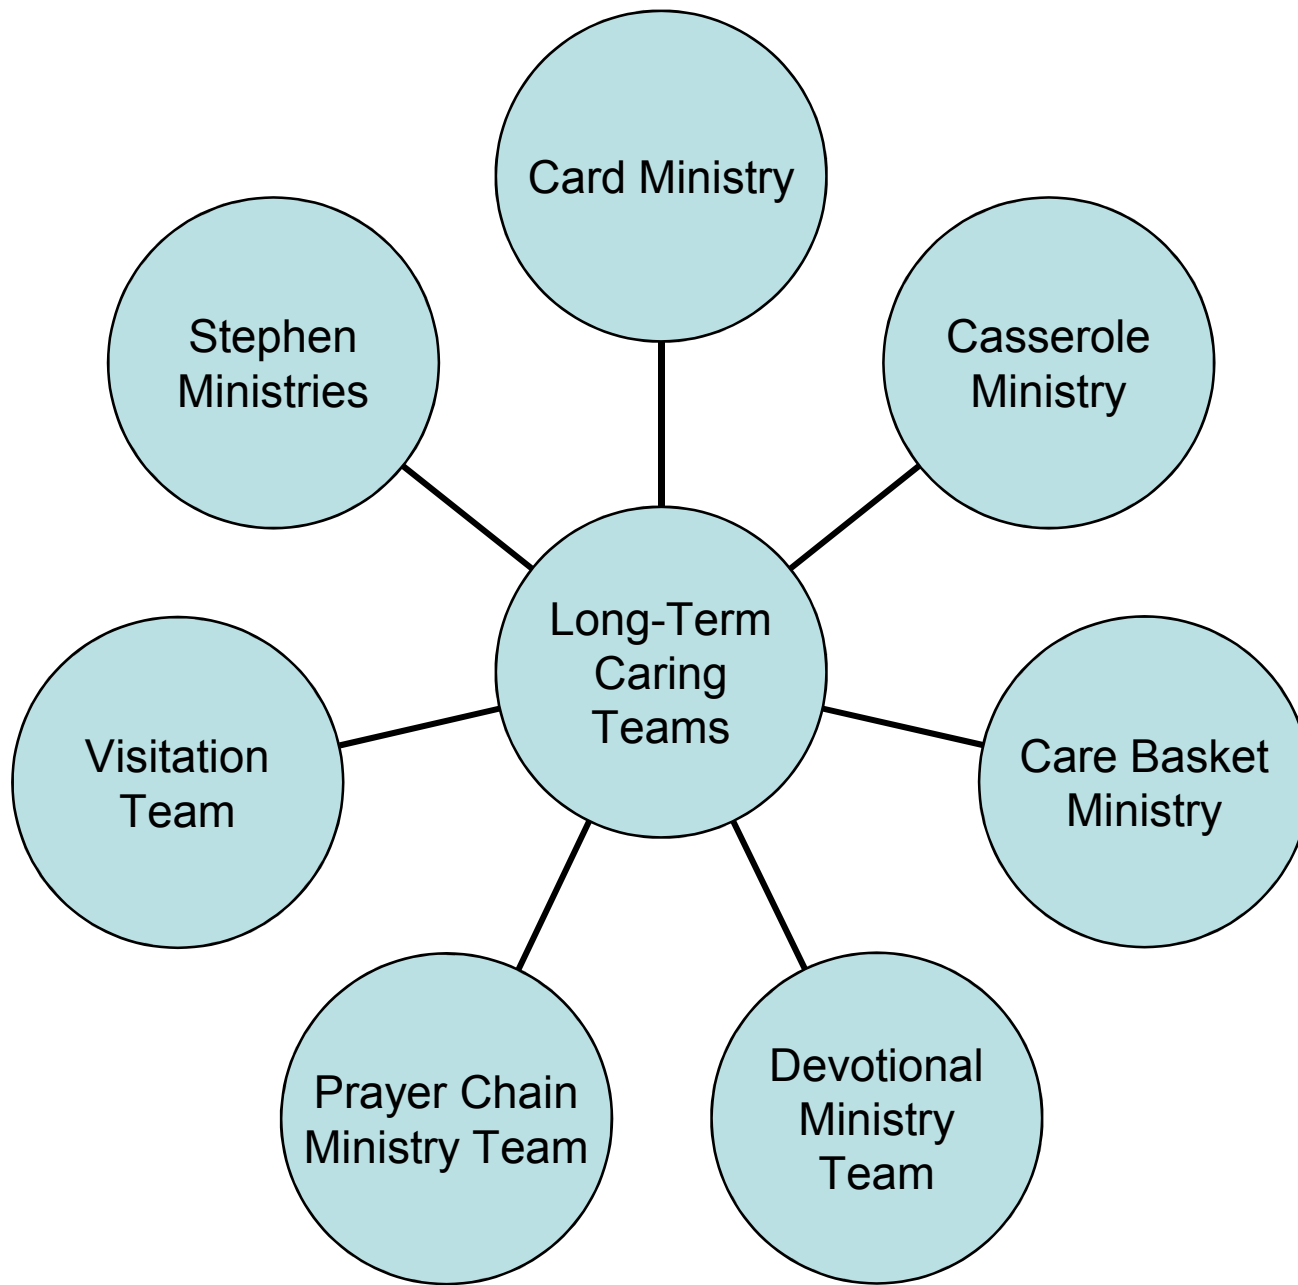 Card Ministry
Stephen
Ministries
Casserole
Ministry
Long-Term
Caring
Teams
Visitation
Team
Care Basket
Ministry
Prayer Chain
Ministry Team
Devotional
Ministry
Team